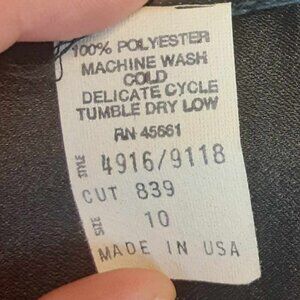 100% POLYESTER
MACHINE WASH
COLD
DELICATE CYCLE
TUMBLE DRY LOW
RN 45661
STYLE 4916/9118
CUT 839
SIZE 10
MADE IN USA